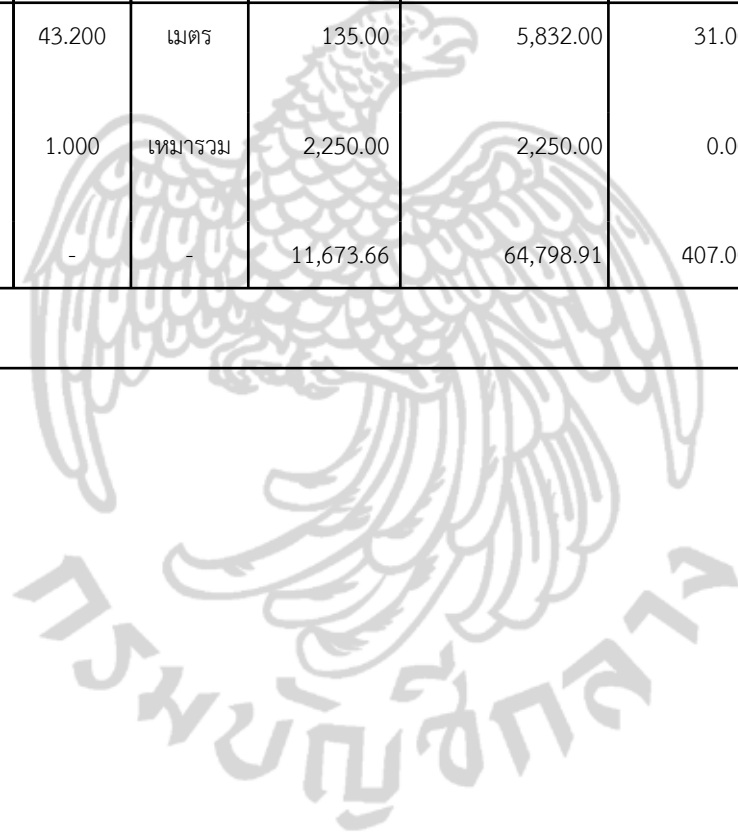 43.200 เมตร 135.00 5,832.00 31.0
1.000 เหมารวม 2,250.00 2,250.00 0.0
- - 11,673.66 64,798.91 407.0
กรมบัญชีกลาง